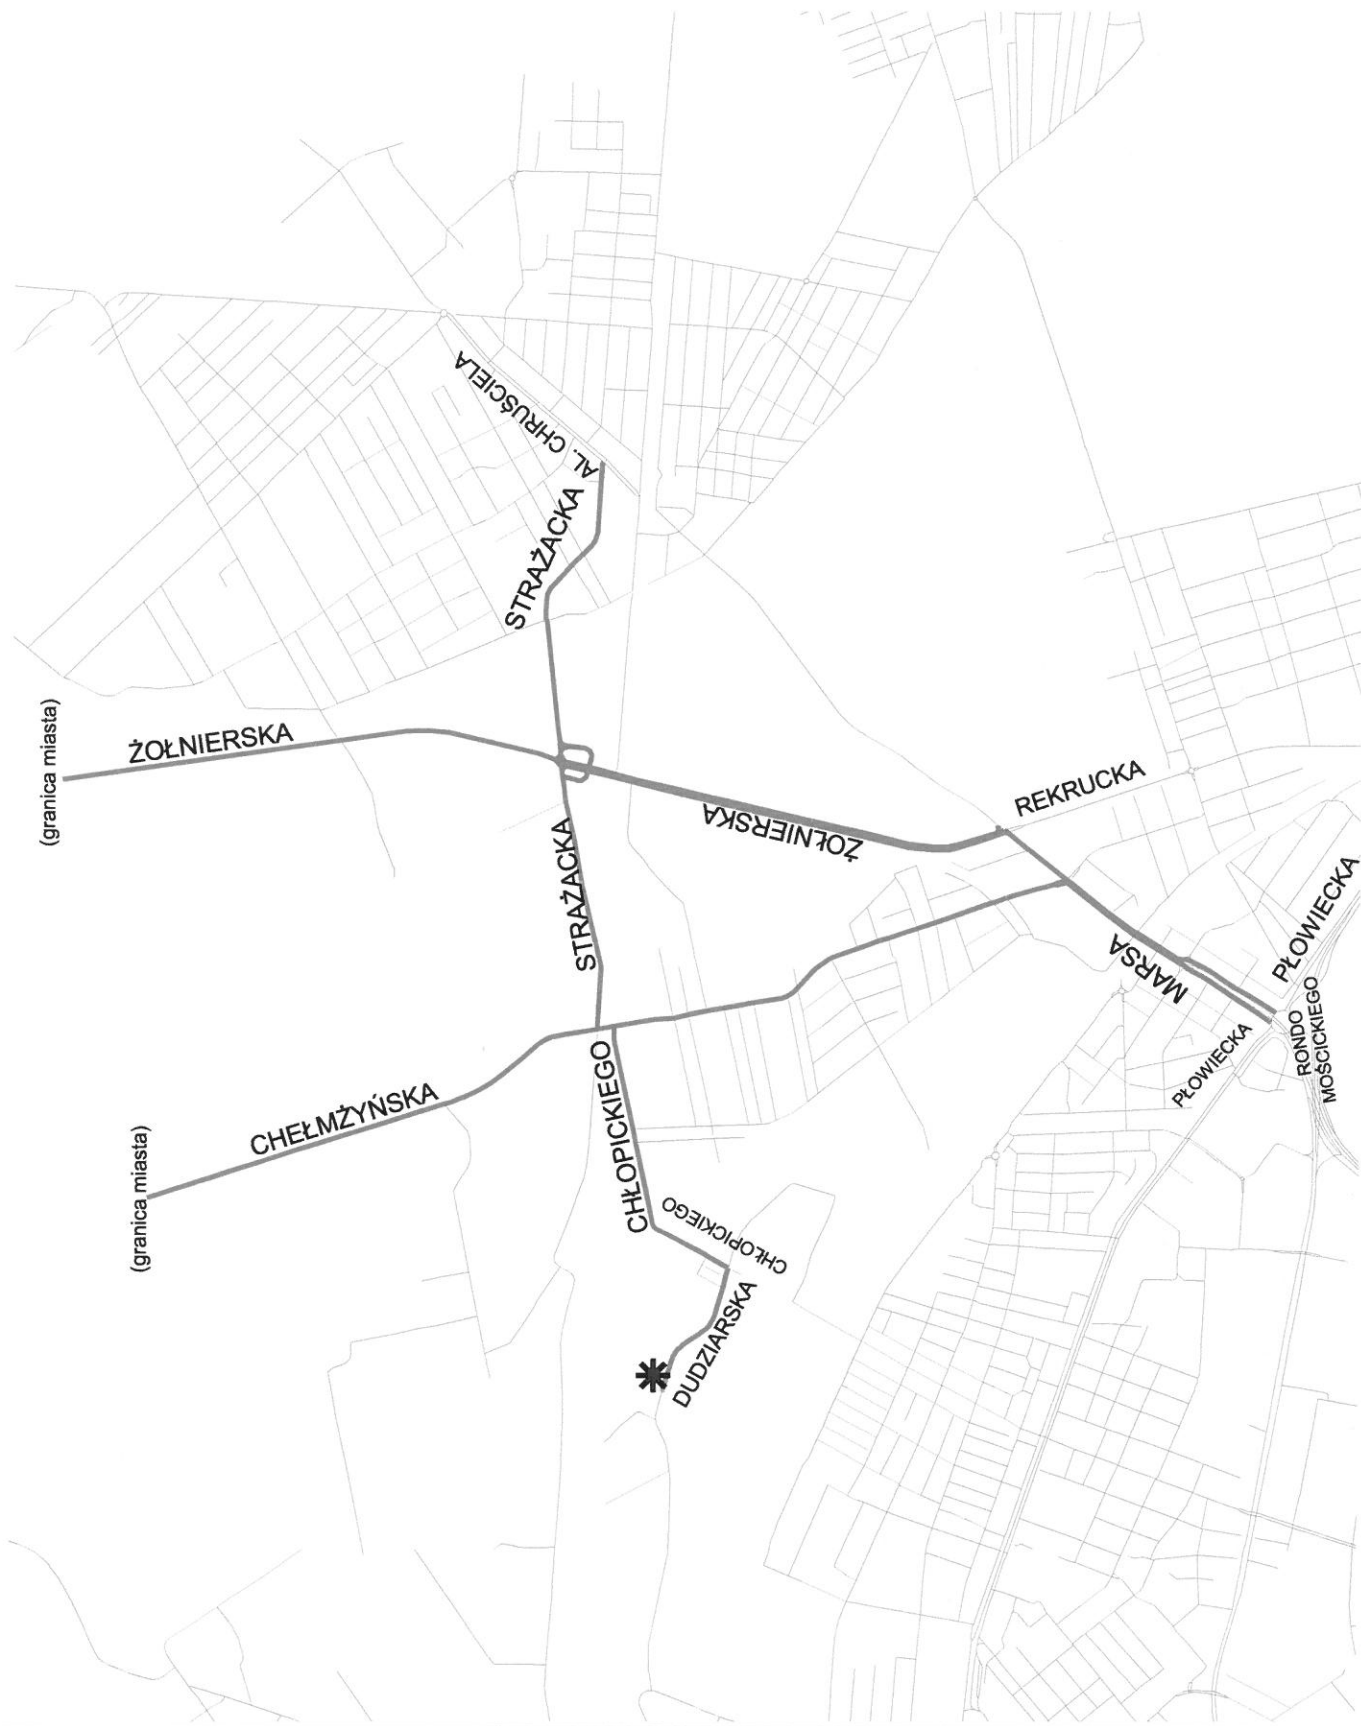 (granica miasta)
ŻOŁNIERSKA
AL. CHRUŚCIELA
STRAŻACKA
STRAŻACKA
ŻOŁNIERSKA
REKRUCKA
(granica miasta)
CHEŁMŻYŃSKA
CHŁOPICKIEGO
CHŁOPICKIEGO
DUDZIARSKA
MARSA
PŁOWIECKA
PŁOWIECKA
RONDO
MOŚCICKIEGO